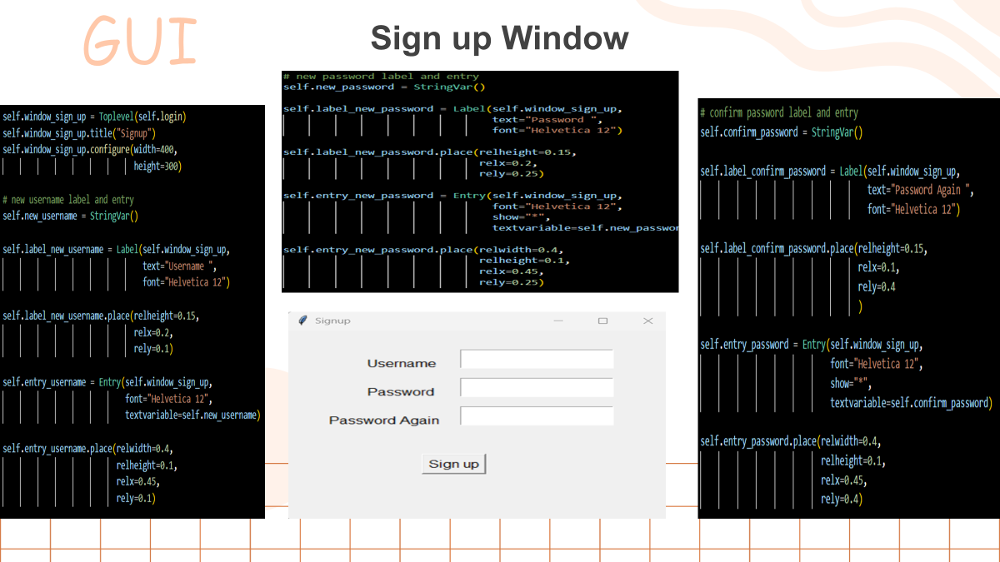 GUI
Sign up Window
self.window_sign_up = Toplevel(self.login)
self.window_sign_up.title("Signup")
self.window_sign_up.configure(width=400,
height=300)
# new username label and entry
self.new_username = StringVar()
self.label_new_username = Label(self.window_sign_up,
text="Username ",
font="Helvetica 12")
self.label_new_username.place(relheight=0.15,
relx=0.2,
rely=0.1)
self.entry_username = Entry(self.window_sign_up,
font="Helvetica 12",
textvariable=self.new_username)
self.entry_username.place(relwidth=0.4,
relheight=0.1,
relx=0.45,
rely=0.1)
# new password label and entry
self.new_password = StringVar()
self.label_new_password = Label(self.window_sign_up,
text="Password ",
font="Helvetica 12")
self.label_new_password.place(relheight=0.15,
relx=0.2,
rely=0.25)
self.entry_new_password = Entry(self.window_sign_up,
font="Helvetica 12",
show="*",
textvariable=self.new_passwor
self.entry_new_password.place(relwidth=0.4,
relheight=0.1,
relx=0.45,
rely=0.25)
Signup
Username
Password
Password Again
Sign up
# confirm password label and entry
self.confirm_password = StringVar()
self.label_confirm_password = Label(self.window_sign_up,
text="Password Again ",
font="Helvetica 12")
self.label_confirm_password.place(relheight=0.15,
relx=0.1,
rely=0.4
)
self.entry_password = Entry(self.window_sign_up,
font="Helvetica 12",
show="*",
textvariable=self.confirm_password)
self.entry_password.place(relwidth=0.4,
relheight=0.1,
relx=0.45,
rely=0.4)